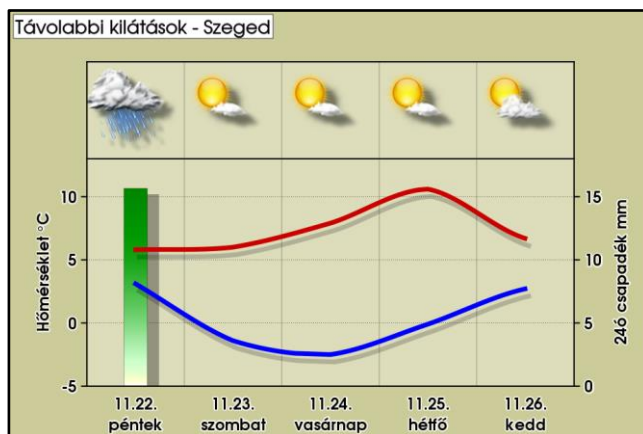 Távolabbi kilátások - Szeged
Hőmérséklet °C
10
5
0
-5
15
10
5
0
24ó csapadék mm
11.22. 11.23. 11.24. 11.25. 11.26.
péntek szombat vasárnap hétfő kedd